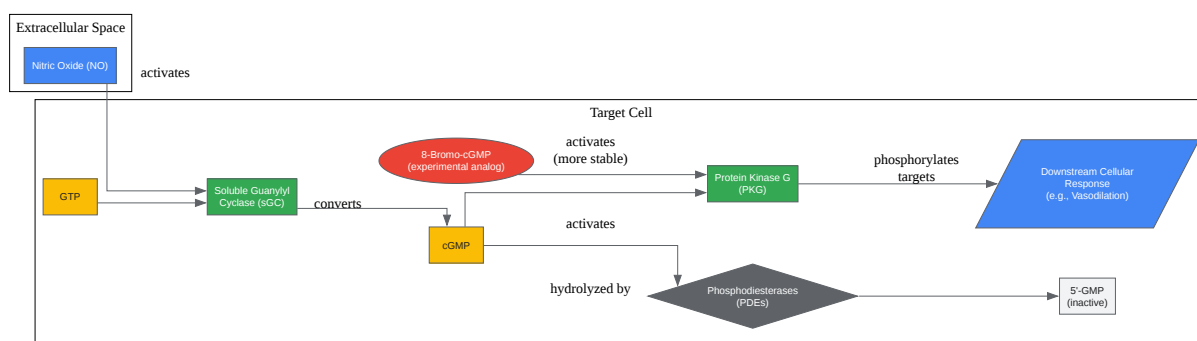 Extracellular Space
Nitric Oxide (NO)
activates
Target Cell
8-Bromo-cGMP
(experimental analog)
activates
(more stable)
Protein Kinase G
(PKG)
phosphorylates
targets
Downstream Cellular
Response
(e.g., Vasodilation)
GTP
Soluble Guanylyl
Cyclase (sGC)
converts
cGMP
activates
hydrolyzed by
Phosphodiesterases
(PDEs)
5'-GMP
(inactive)